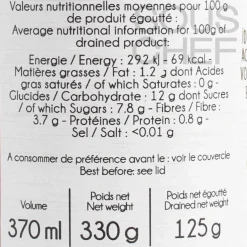 Valeurs nutritionnelles moyennes pour 100 g
de produit égoutté :
Average nutritional information for 100g of
drained product:
Energie / Energy : 292 kJ - 69 kcal -
Matières grasses / Fat : 1.2 g dont Acides
gras saturés / of which Saturates : 0 g -
Glucides / Carbohydrate : 12 g dont Sucres
/ of which Sugars : 7.8 g - Fibres / Fibre :
3.7 g - Protéines / Protein : 0.8 g -
Sel / Salt : <0.01 g
A consommer de préférence avant le : voir le couvercle
Best before: see lid
Volume
370 ml
Poids net
Net weight
330 g
Poids net égoutté
Drained net weight
125 g